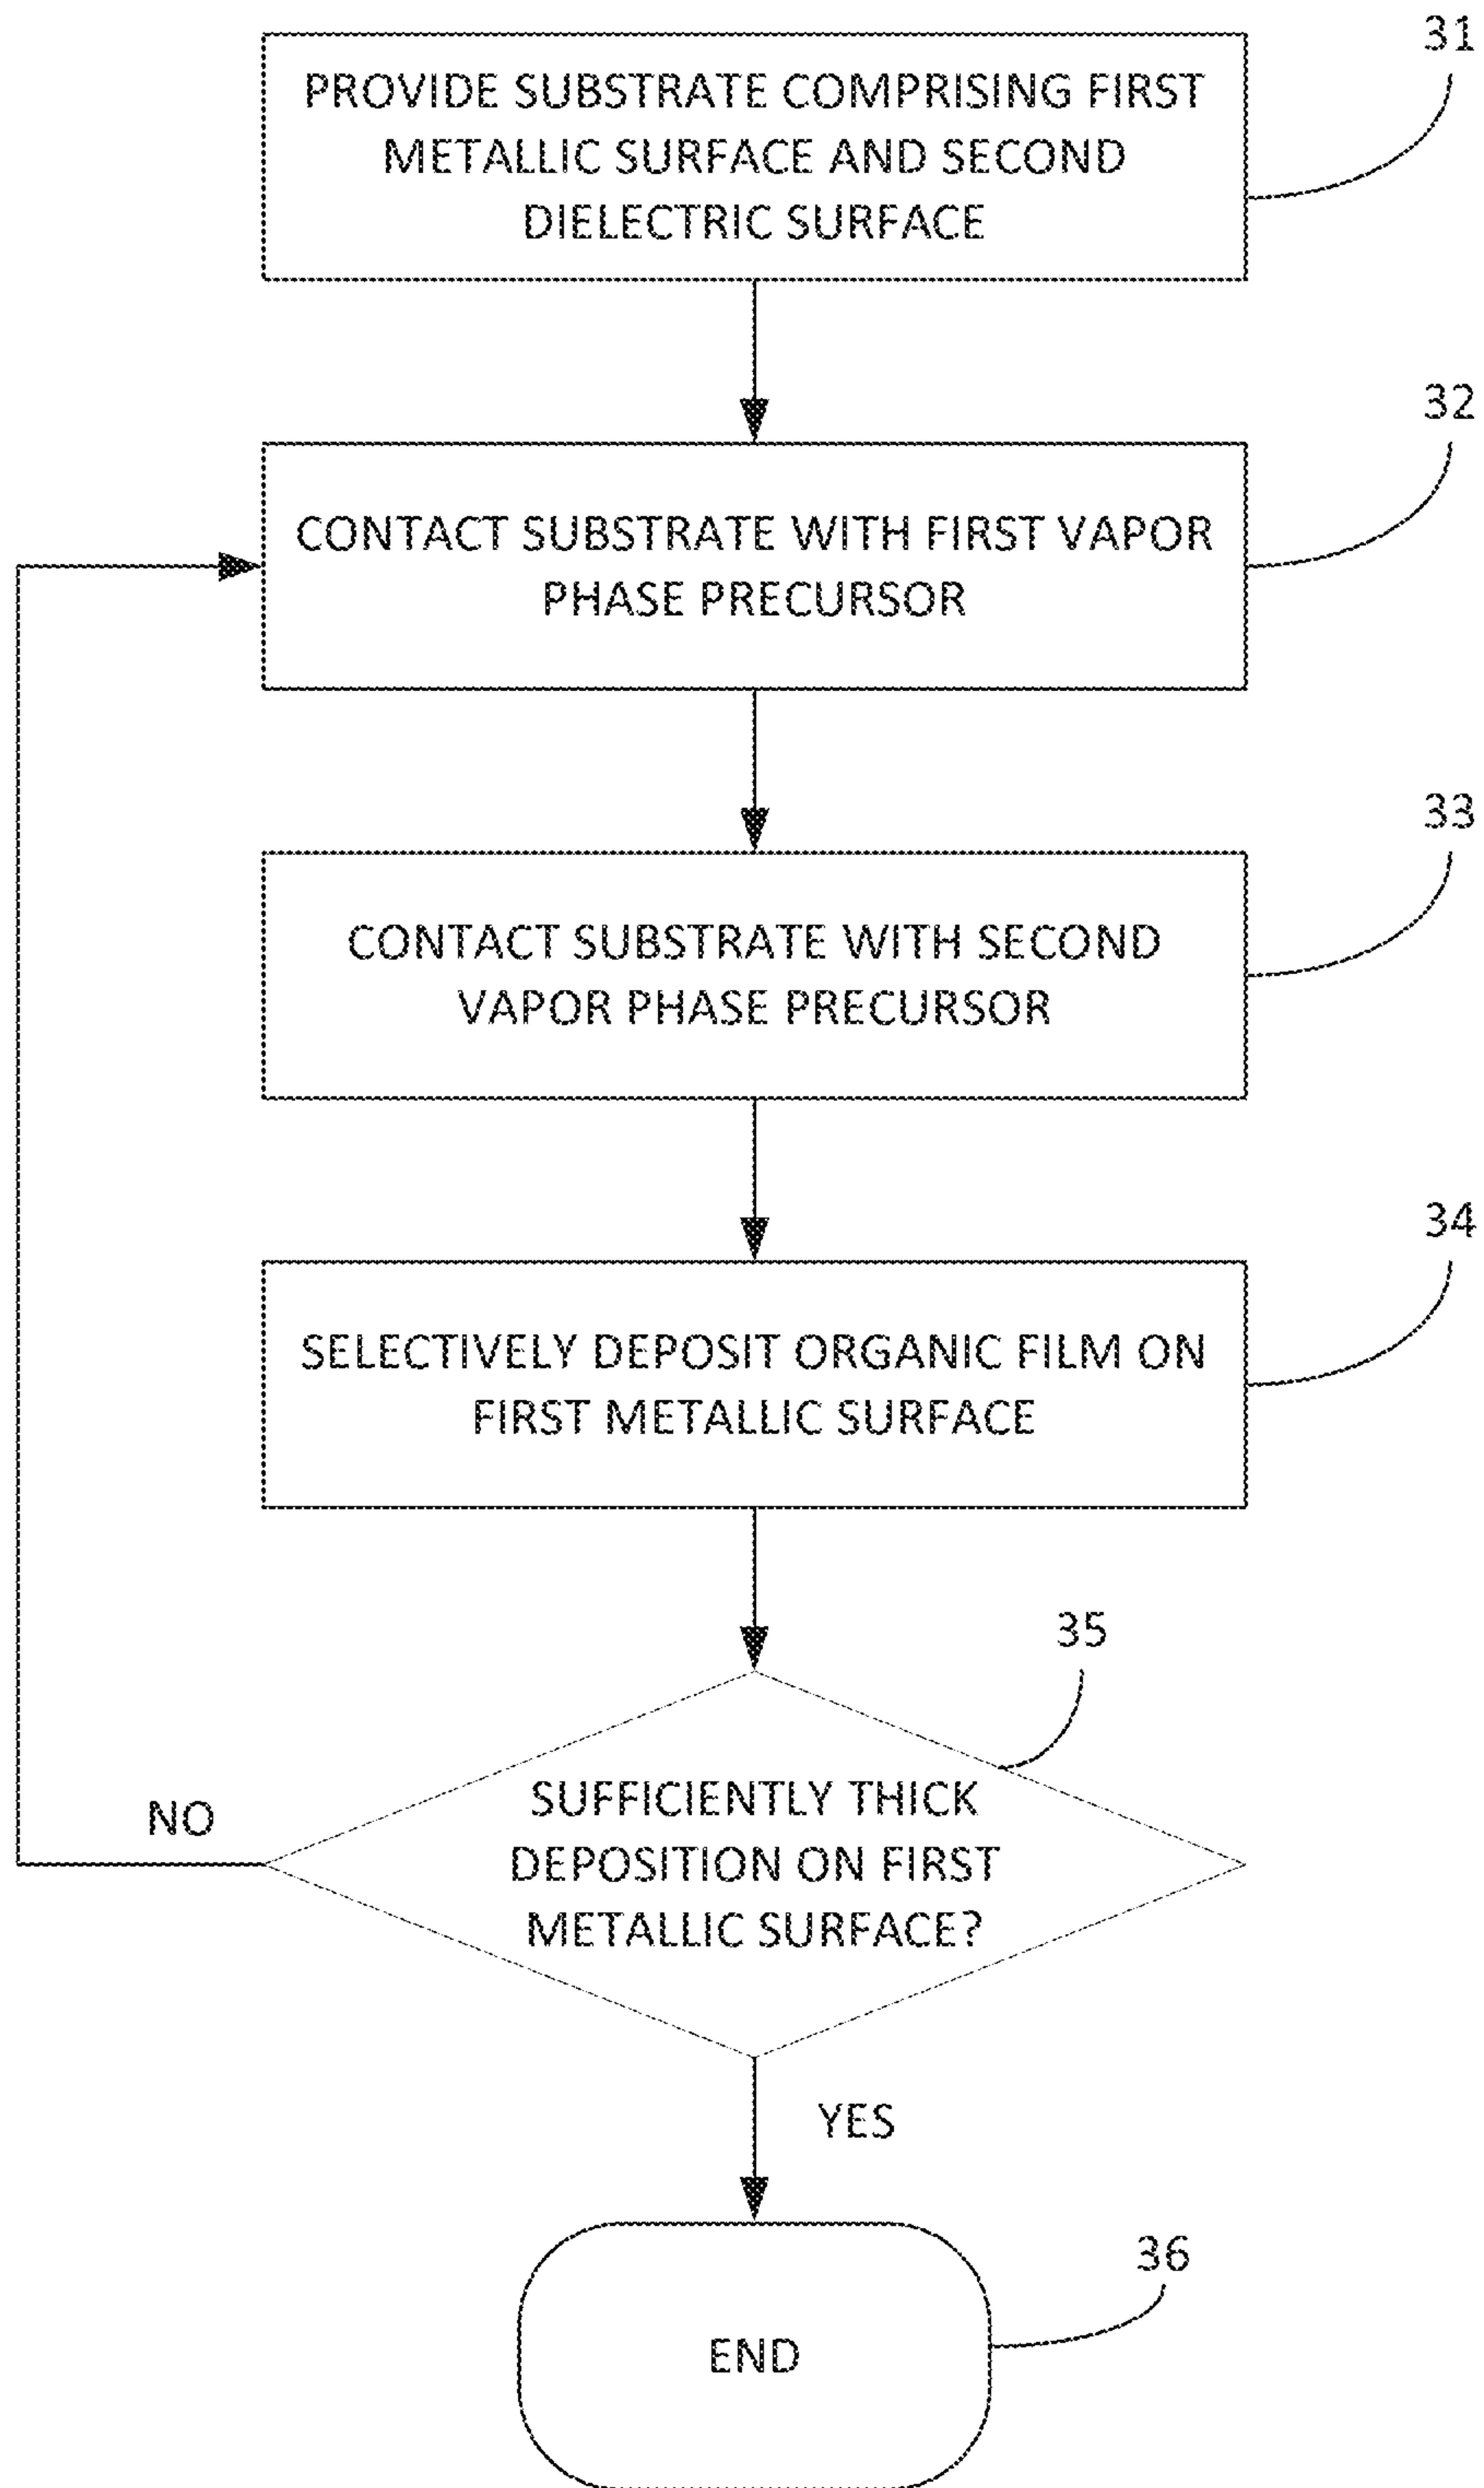 31
PROVIDE SUBSTRATE COMPRISING FIRST
METALLIC SURFACE AND SECOND
DIELECTRIC SURFACE
32
CONTACT SUBSTRATE WITH FIRST VAPOR
PHASE PRECURSOR
33
CONTACT SUBSTRATE WITH SECOND
VAPOR PHASE PRECURSOR
34
SELECTIVELY DEPOSIT ORGANIC FILM ON
FIRST METALLIC SURFACE
35
SUFFICIENTLY THICK
DEPOSITION ON FIRST
METALLIC SURFACE?
NO
YES
36
END